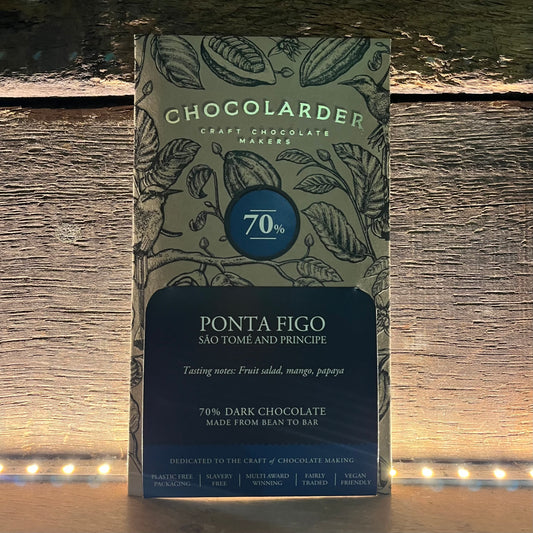 CHOCOLARDER
CRAFT CHOCOLATE
MAKERS
70%
PONTA FIGO
SÃO TOMÉ AND PRINCIPE
Tasting notes: Fruit salad, mango, papaya
70% DARK CHOCOLATE
MADE FROM BEAN TO BAR
DEDICATED TO THE CRAFT of CHOCOLATE MAKING
PLASTIC FREE PACKAGING | SLAVERY FREE | MULTI AWARD WINNING | FAIRLY TRADED | VEGAN FRIENDLY